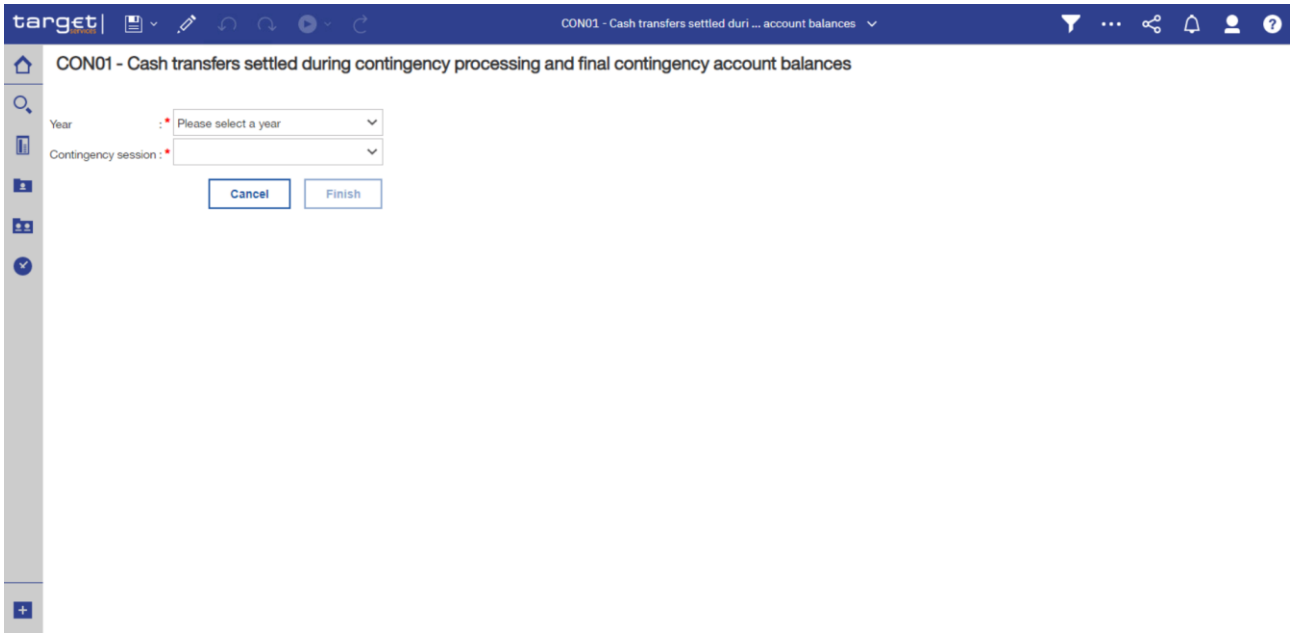 target|
services
CON01 - Cash transfers settled duri ... account balances
CON01 - Cash transfers settled during contingency processing and final contingency account balances
Year :* Please select a year
Contingency session :*
Cancel Finish